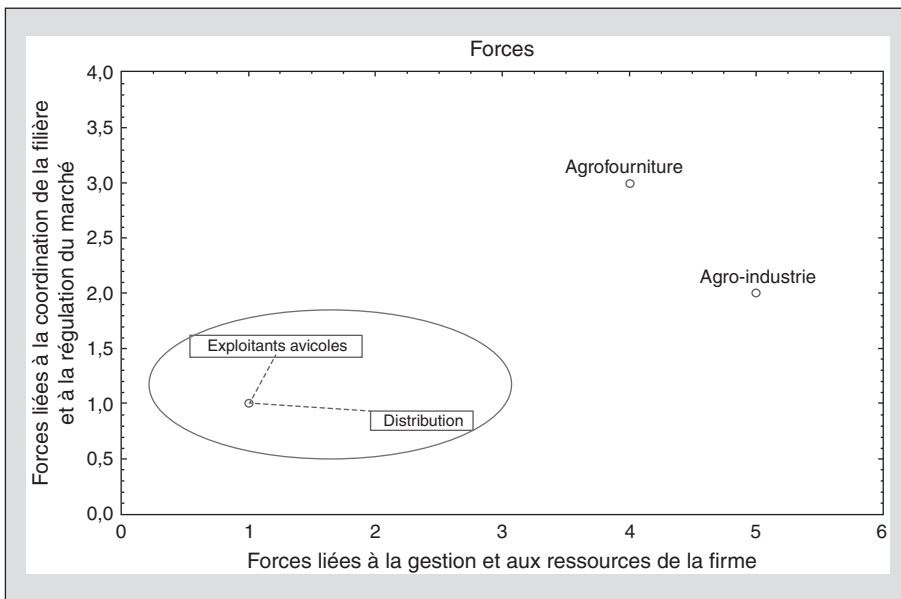 Forces
Forces liées à la coordination de la filière
et à la régulation du marché
4,0
3,5
3,0
2,5
2,0
1,5
1,0
0,5
0,0
Agrofourniture
Agro-industrie
Exploitants avicoles
Distribution
0 1 2 3 4 5 6
Forces liées à la gestion et aux ressources de la firme